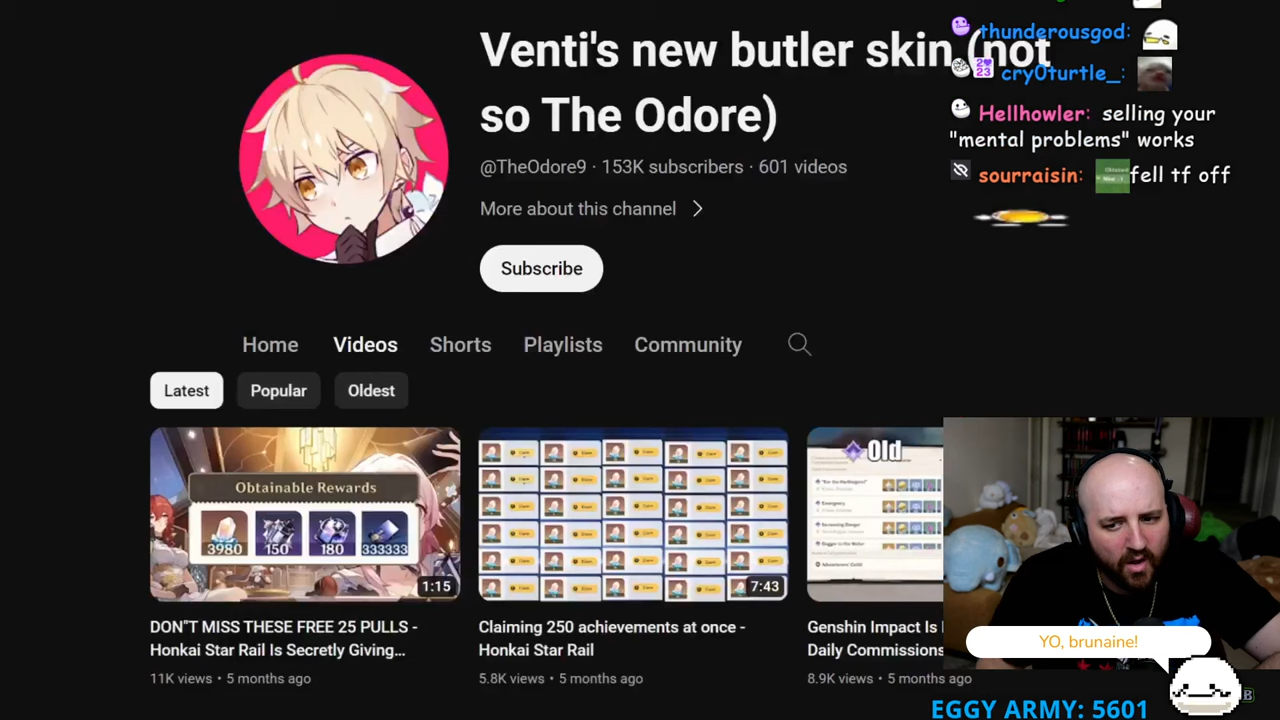 Venti's new butler skin (not
so The Odore)
@TheOdore9 · 153K subscribers · 601 videos
More about this channel
Subscribe
Home Videos Shorts Playlists Community
Latest Popular Oldest
Obtainable Rewards
3980 150 180 333333
1:15
7:43
Old
DON"T MISS THESE FREE 25 PULLS -
Honkai Star Rail Is Secretly Giving...
11K views · 5 months ago
Claiming 250 achievements at once -
Honkai Star Rail
5.8K views · 5 months ago
Genshin Impact Is
Daily Commissions
8.9K views · 5 months ago
thunderousgod:
cry0turtle_:
Hellhowler: selling your
"mental problems" works
sourraisin: fell tf off
YO, brunaine!
EGGY ARMY: 5601